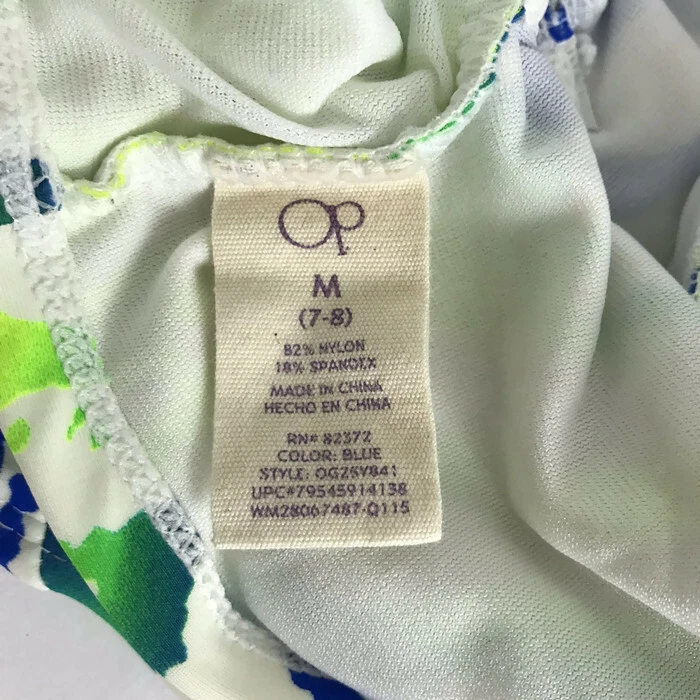 Op
M
(7-8)
82% NYLON
18% SPANDEX
MADE IN CHINA
HECHO EN CHINA
RN# 82372
COLOR: BLUE
STYLE: OG25Y841
UPC#79545914138
WM28067487-Q115